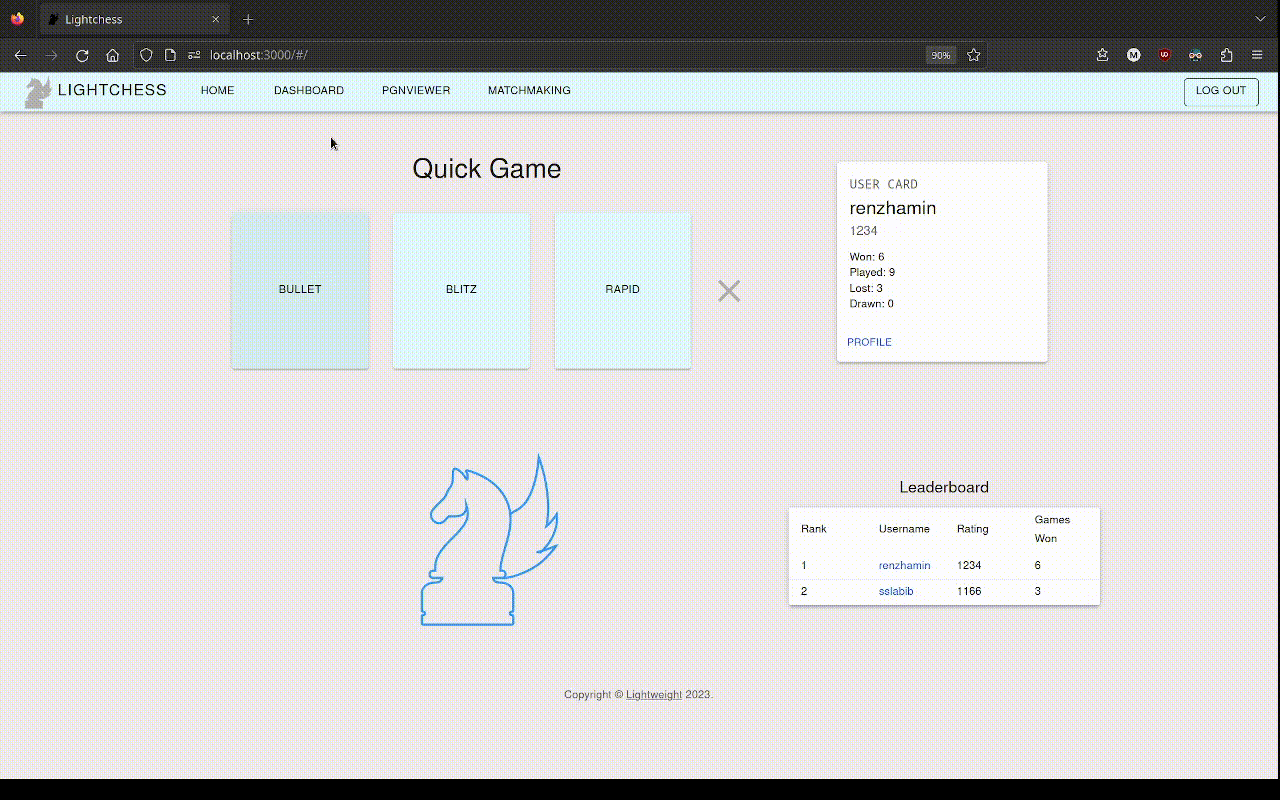 Lightchess
localhost:3000/#/
90%
M
LIGHTCHESS
HOME
DASHBOARD
PGNVIEWER
MATCHMAKING
LOG OUT
Quick Game
BULLET
BLITZ
RAPID
USER CARD
renzhamin
1234
Won: 6
Played: 9
Lost: 3
Drawn: 0
PROFILE
Leaderboard
Rank Username Rating Games Won
1 renzhamin 1234 6
2 sslabib 1166 3
Copyright © Lightweight 2023.